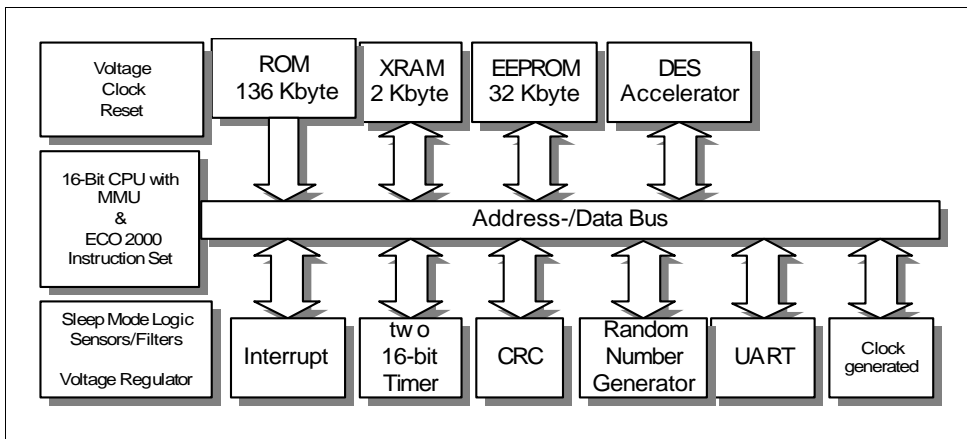 Voltage
Clock
Reset
ROM
136 Kbyte
XRAM
2 Kbyte
EEPROM
32 Kbyte
DES
Accelerator
16-Bit CPU with
MMU
&
ECO 2000
Instruction Set
Address-/Data Bus
Sleep Mode Logic
Sensors/Filters
Voltage Regulator
Interrupt
two
16-bit
Timer
CRC
Random
Number
Generator
UART
Clock
generated